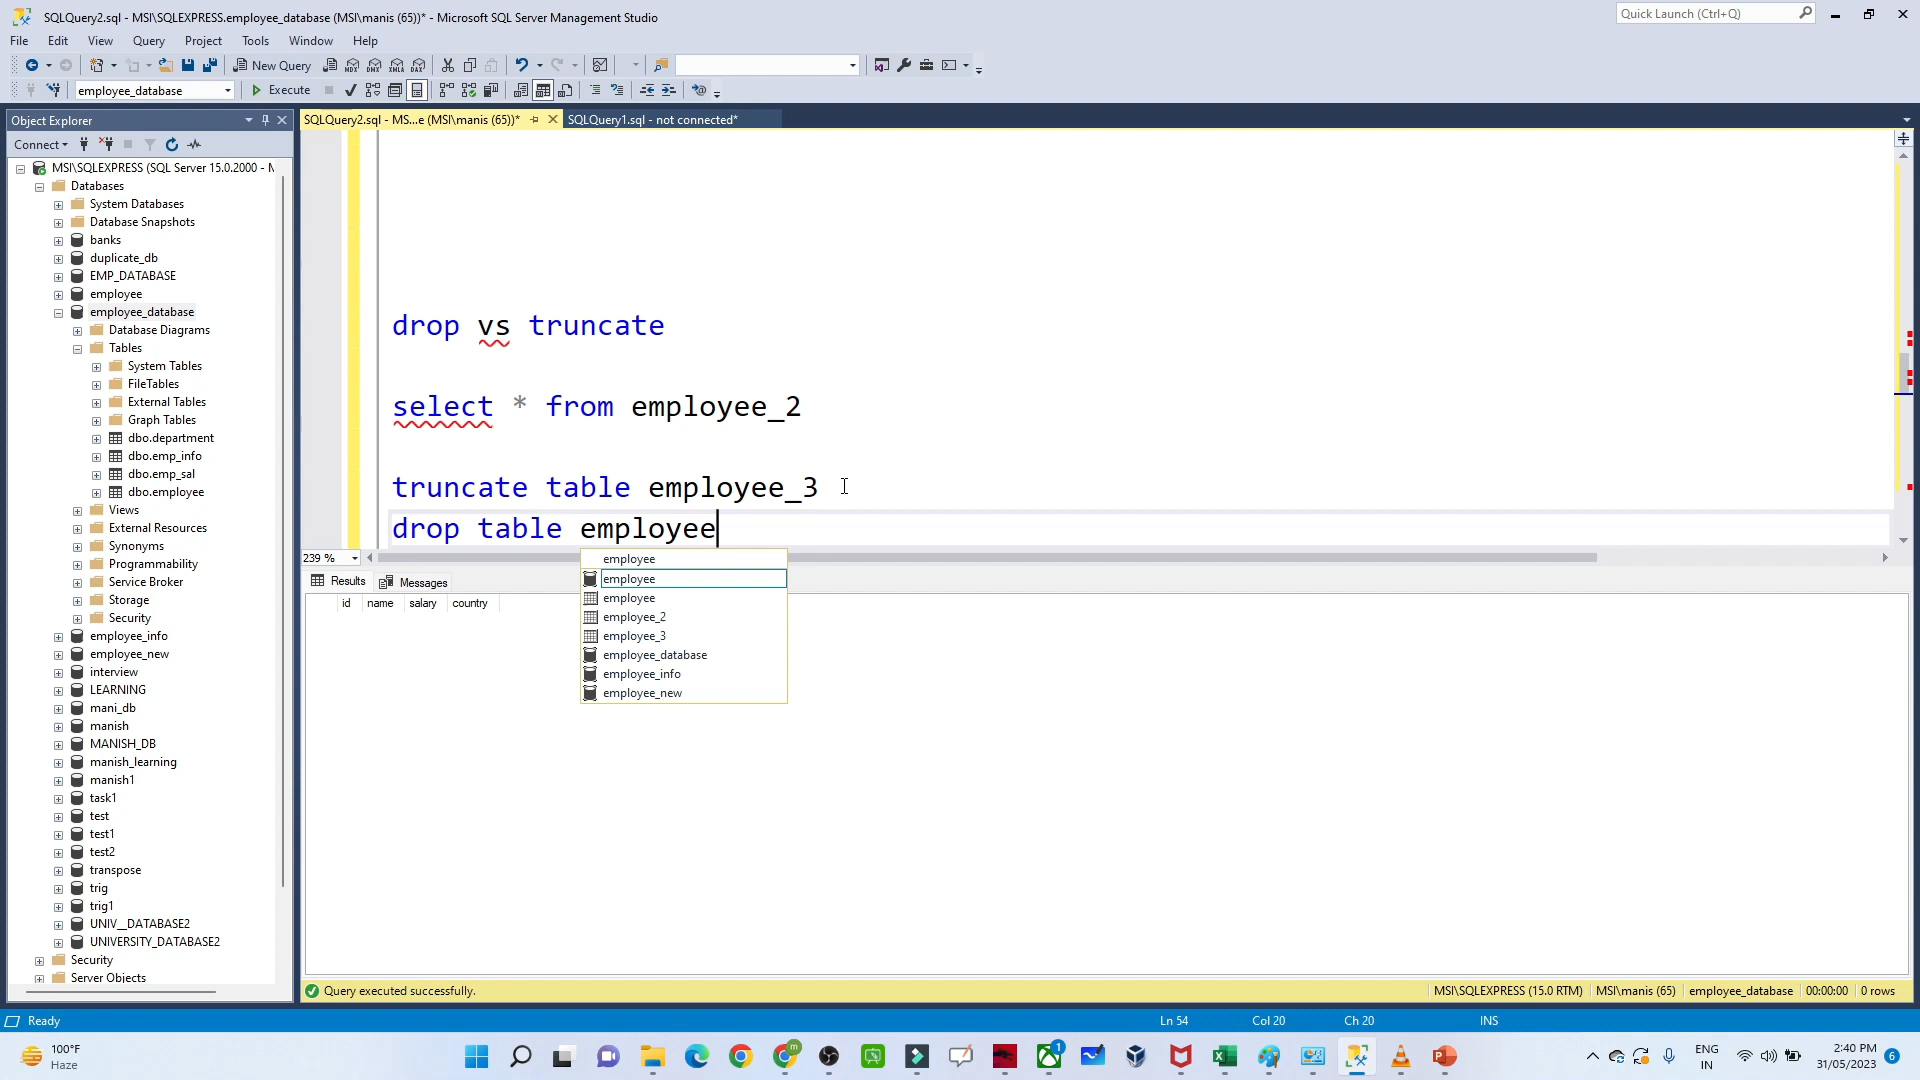 SQLQuery2.sql - MSI\SQLEXPRESS.employee_database (MSI\manis (65))* - Microsoft SQL Server Management Studio
Quick Launch (Ctrl+Q)
File Edit View Query Project Tools Window Help
New Query
employee_database
Execute
Object Explorer
SQLQuery2.sql - MS...e (MSI\manis (65))*
SQLQuery1.sql - not connected*
Connect
MSI\SQLEXPRESS (SQL Server 15.0.2000 - M
Databases
System Databases
Database Snapshots
banks
duplicate_db
EMP_DATABASE
employee
employee_database
Database Diagrams
Tables
System Tables
FileTables
External Tables
Graph Tables
dbo.department
dbo.emp_info
dbo.emp_sal
dbo.employee
Views
External Resources
Synonyms
Programmability
Service Broker
Storage
Security
employee_info
employee_new
interview
LEARNING
mani_db
manish
MANISH_DB
manish_learning
manish1
task1
test
test1
test2
transpose
trig
trig1
UNIV__DATABASE2
UNIVERSITY_DATABASE2
Security
Server Objects
drop vs truncate
select * from employee_2
truncate table employee_3
drop table employee
239 %
employee
employee
employee
employee_2
employee_3
employee_database
employee_info
employee_new
Results Messages
id name salary country
Query executed successfully.
MSI\SQLEXPRESS (15.0 RTM) MSI\manis (65) employee_database 00:00:00 0 rows
Ready
Ln 54 Col 20 Ch 20 INS
100°F
Haze
m
1
ENG
IN
2:40 PM
31/05/2023
6